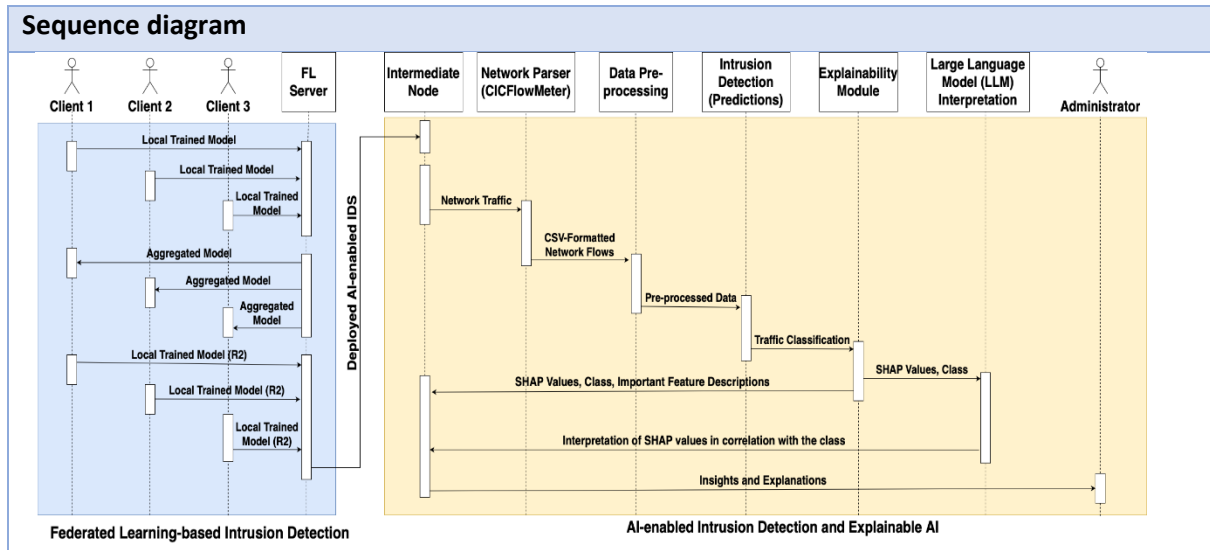 Sequence diagram
Client 1
Client 2
Client 3
FL
Server
Intermediate
Node
Network Parser
(CICFlowMeter)
Data Pre-
processing
Intrusion
Detection
(Predictions)
Explainability
Module
Large Language
Model (LLM)
Interpretation
Administrator
Local Trained Model
Local Trained Model
Local Trained
Model
Aggregated Model
Aggregated Model
Aggregated
Model
Local Trained Model (R2)
Local Trained Model (R2)
Local Trained
Model (R2)
Deployed AI-enabled IDS
Network Traffic
CSV-Formatted
Network Flows
Pre-processed Data
Traffic Classification
SHAP Values, Class
SHAP Values, Class, Important Feature Descriptions
Interpretation of SHAP values in correlation with the class
Insights and Explanations
Federated Learning-based Intrusion Detection
AI-enabled Intrusion Detection and Explainable AI